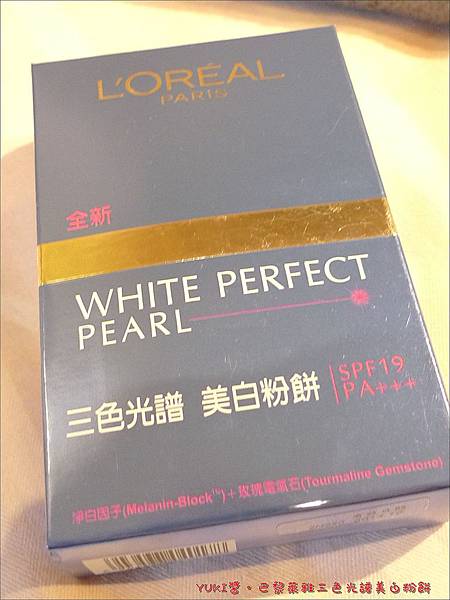 L'ORÉAL
PARIS
全新
WHITE PERFECT
PEARL
三色光譜 美白粉餅
SPF19
PA+++
淨白因子(Melanin-Block™)+玫瑰電氣石(Tourmaline Gemstone)
YUKI醬。巴黎萊雅三色光譜美白粉餅